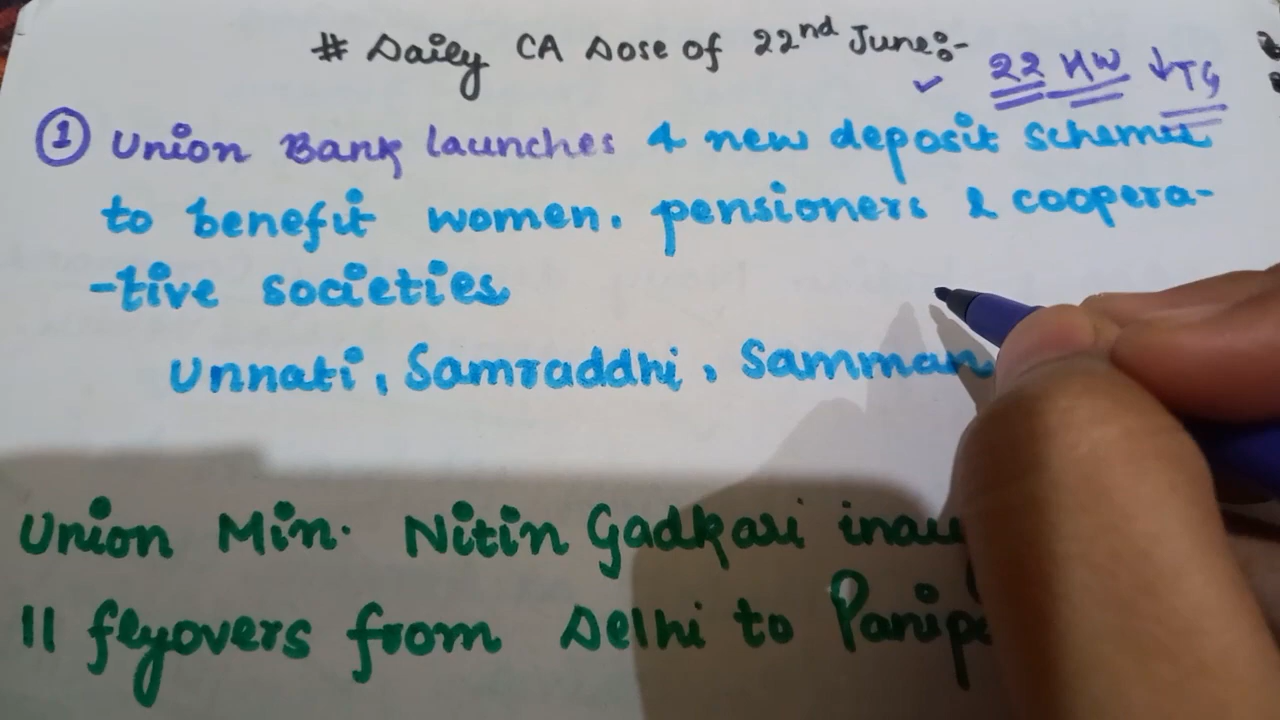 # Daily CA Dose of 22nd June:-
22 HW ↓TG
① Union Bank launches 4 new deposit schemes
to benefit women. pensioners & coopera-
-tive societies
Unnati, Samraddhi, Samman
Union Min. Nitin Gadkari
11 flyovers from Delhi to